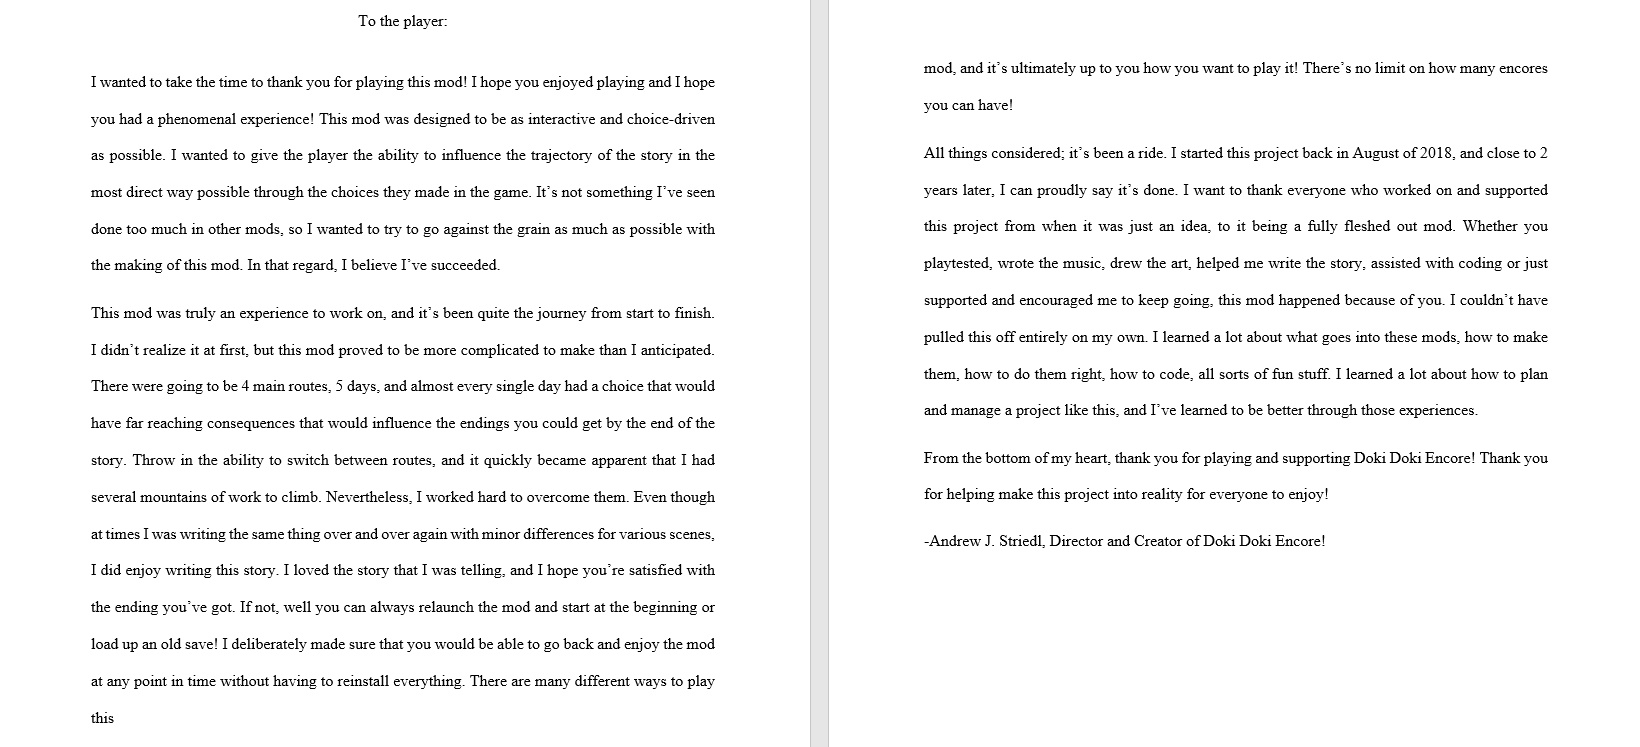 To the player:
I wanted to take the time to thank you for playing this mod! I hope you enjoyed playing and I hope
you had a phenomenal experience! This mod was designed to be as interactive and choice-driven
as possible. I wanted to give the player the ability to influence the trajectory of the story in the
most direct way possible through the choices they made in the game. It’s not something I’ve seen
done too much in other mods, so I wanted to try to go against the grain as much as possible with
the making of this mod. In that regard, I believe I’ve succeeded.
This mod was truly an experience to work on, and it’s been quite the journey from start to finish.
I didn’t realize it at first, but this mod proved to be more complicated to make than I anticipated.
There were going to be 4 main routes, 5 days, and almost every single day had a choice that would
have far reaching consequences that would influence the endings you could get by the end of the
story. Throw in the ability to switch between routes, and it quickly became apparent that I had
several mountains of work to climb. Nevertheless, I worked hard to overcome them. Even though
at times I was writing the same thing over and over again with minor differences for various scenes,
I did enjoy writing this story. I loved the story that I was telling, and I hope you’re satisfied with
the ending you’ve got. If not, well you can always relaunch the mod and start at the beginning or
load up an old save! I deliberately made sure that you would be able to go back and enjoy the mod
at any point in time without having to reinstall everything. There are many different ways to play
this
mod, and it’s ultimately up to you how you want to play it! There’s no limit on how many encores
you can have!
All things considered; it’s been a ride. I started this project back in August of 2018, and close to 2
years later, I can proudly say it’s done. I want to thank everyone who worked on and supported
this project from when it was just an idea, to it being a fully fleshed out mod. Whether you
playtested, wrote the music, drew the art, helped me write the story, assisted with coding or just
supported and encouraged me to keep going, this mod happened because of you. I couldn’t have
pulled this off entirely on my own. I learned a lot about what goes into these mods, how to make
them, how to do them right, how to code, all sorts of fun stuff. I learned a lot about how to plan
and manage a project like this, and I’ve learned to be better through those experiences.
From the bottom of my heart, thank you for playing and supporting Doki Doki Encore! Thank you
for helping make this project into reality for everyone to enjoy!
-Andrew J. Striedl, Director and Creator of Doki Doki Encore!